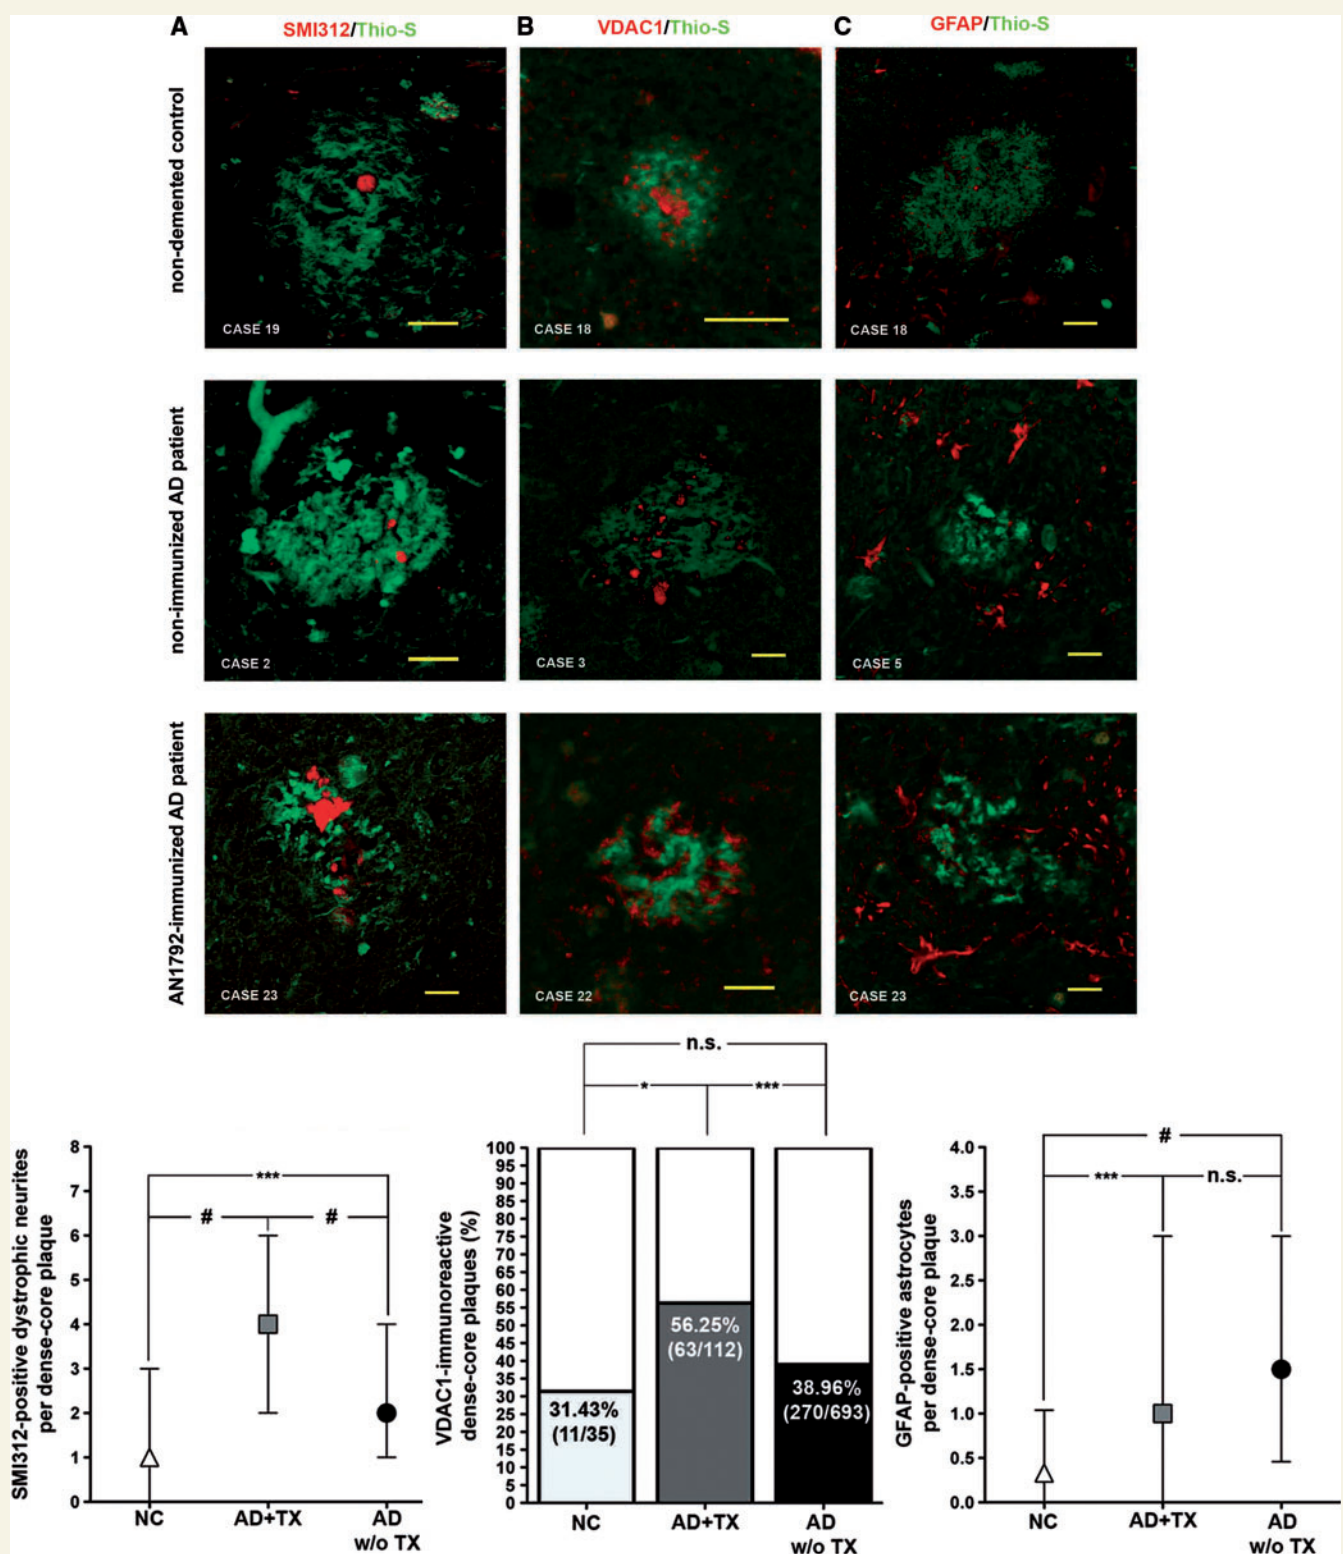 A SMI312/Thio-S
B VDAC1/Thio-S
C GFAP/Thio-S
non-demented control
CASE 19
CASE 18
CASE 18
non-immunized AD patient
CASE 2
CASE 3
CASE 5
AN1792-immunized AD patient
CASE 23
CASE 22
CASE 23
SMI312-positive dystrophic neurites
per dense-core plaque
8
7
6
5
4
3
2
1
0
***
#
#
NC
AD+TX
AD
w/o TX
VDAC1-immunoreactive
dense-core plaques (%)
100
95
90
85
80
75
70
65
60
55
50
45
40
35
30
25
20
15
10
5
0
n.s.
*
***
31.43%
(11/35)
56.25%
(63/112)
38.96%
(270/693)
NC
AD+TX
AD
w/o TX
GFAP-positive astrocytes
per dense-core plaque
4.0
3.5
3.0
2.5
2.0
1.5
1.0
0.5
0.0
#
***
n.s.
NC
AD+TX
AD
w/o TX